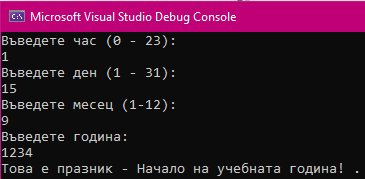 Microsoft Visual Studio Debug Console
Въведете час (0 - 23):
1
Въведете ден (1 - 31):
15
Въведете месец (1-12):
9
Въведете година:
1234
Това е празник - Начало на учебната година! .